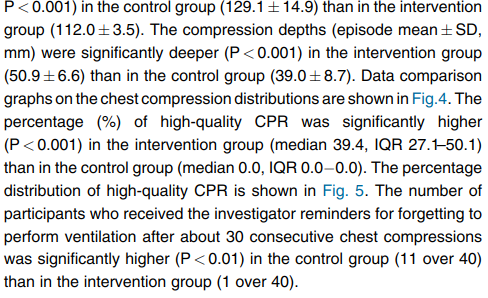 P < 0.001) in the control group (129.1 ± 14.9) than in the intervention
group (112.0 ± 3.5). The compression depths (episode mean ± SD,
mm) were significantly deeper (P < 0.001) in the intervention group
(50.9 ± 6.6) than in the control group (39.0 ± 8.7). Data comparison
graphs on the chest compression distributions are shown in Fig.4. The
percentage (%) of high-quality CPR was significantly higher
(P < 0.001) in the intervention group (median 39.4, IQR 27.1–50.1)
than in the control group (median 0.0, IQR 0.0−0.0). The percentage
distribution of high-quality CPR is shown in Fig. 5. The number of
participants who received the investigator reminders for forgetting to
perform ventilation after about 30 consecutive chest compressions
was significantly higher (P < 0.01) in the control group (11 over 40)
than in the intervention group (1 over 40).